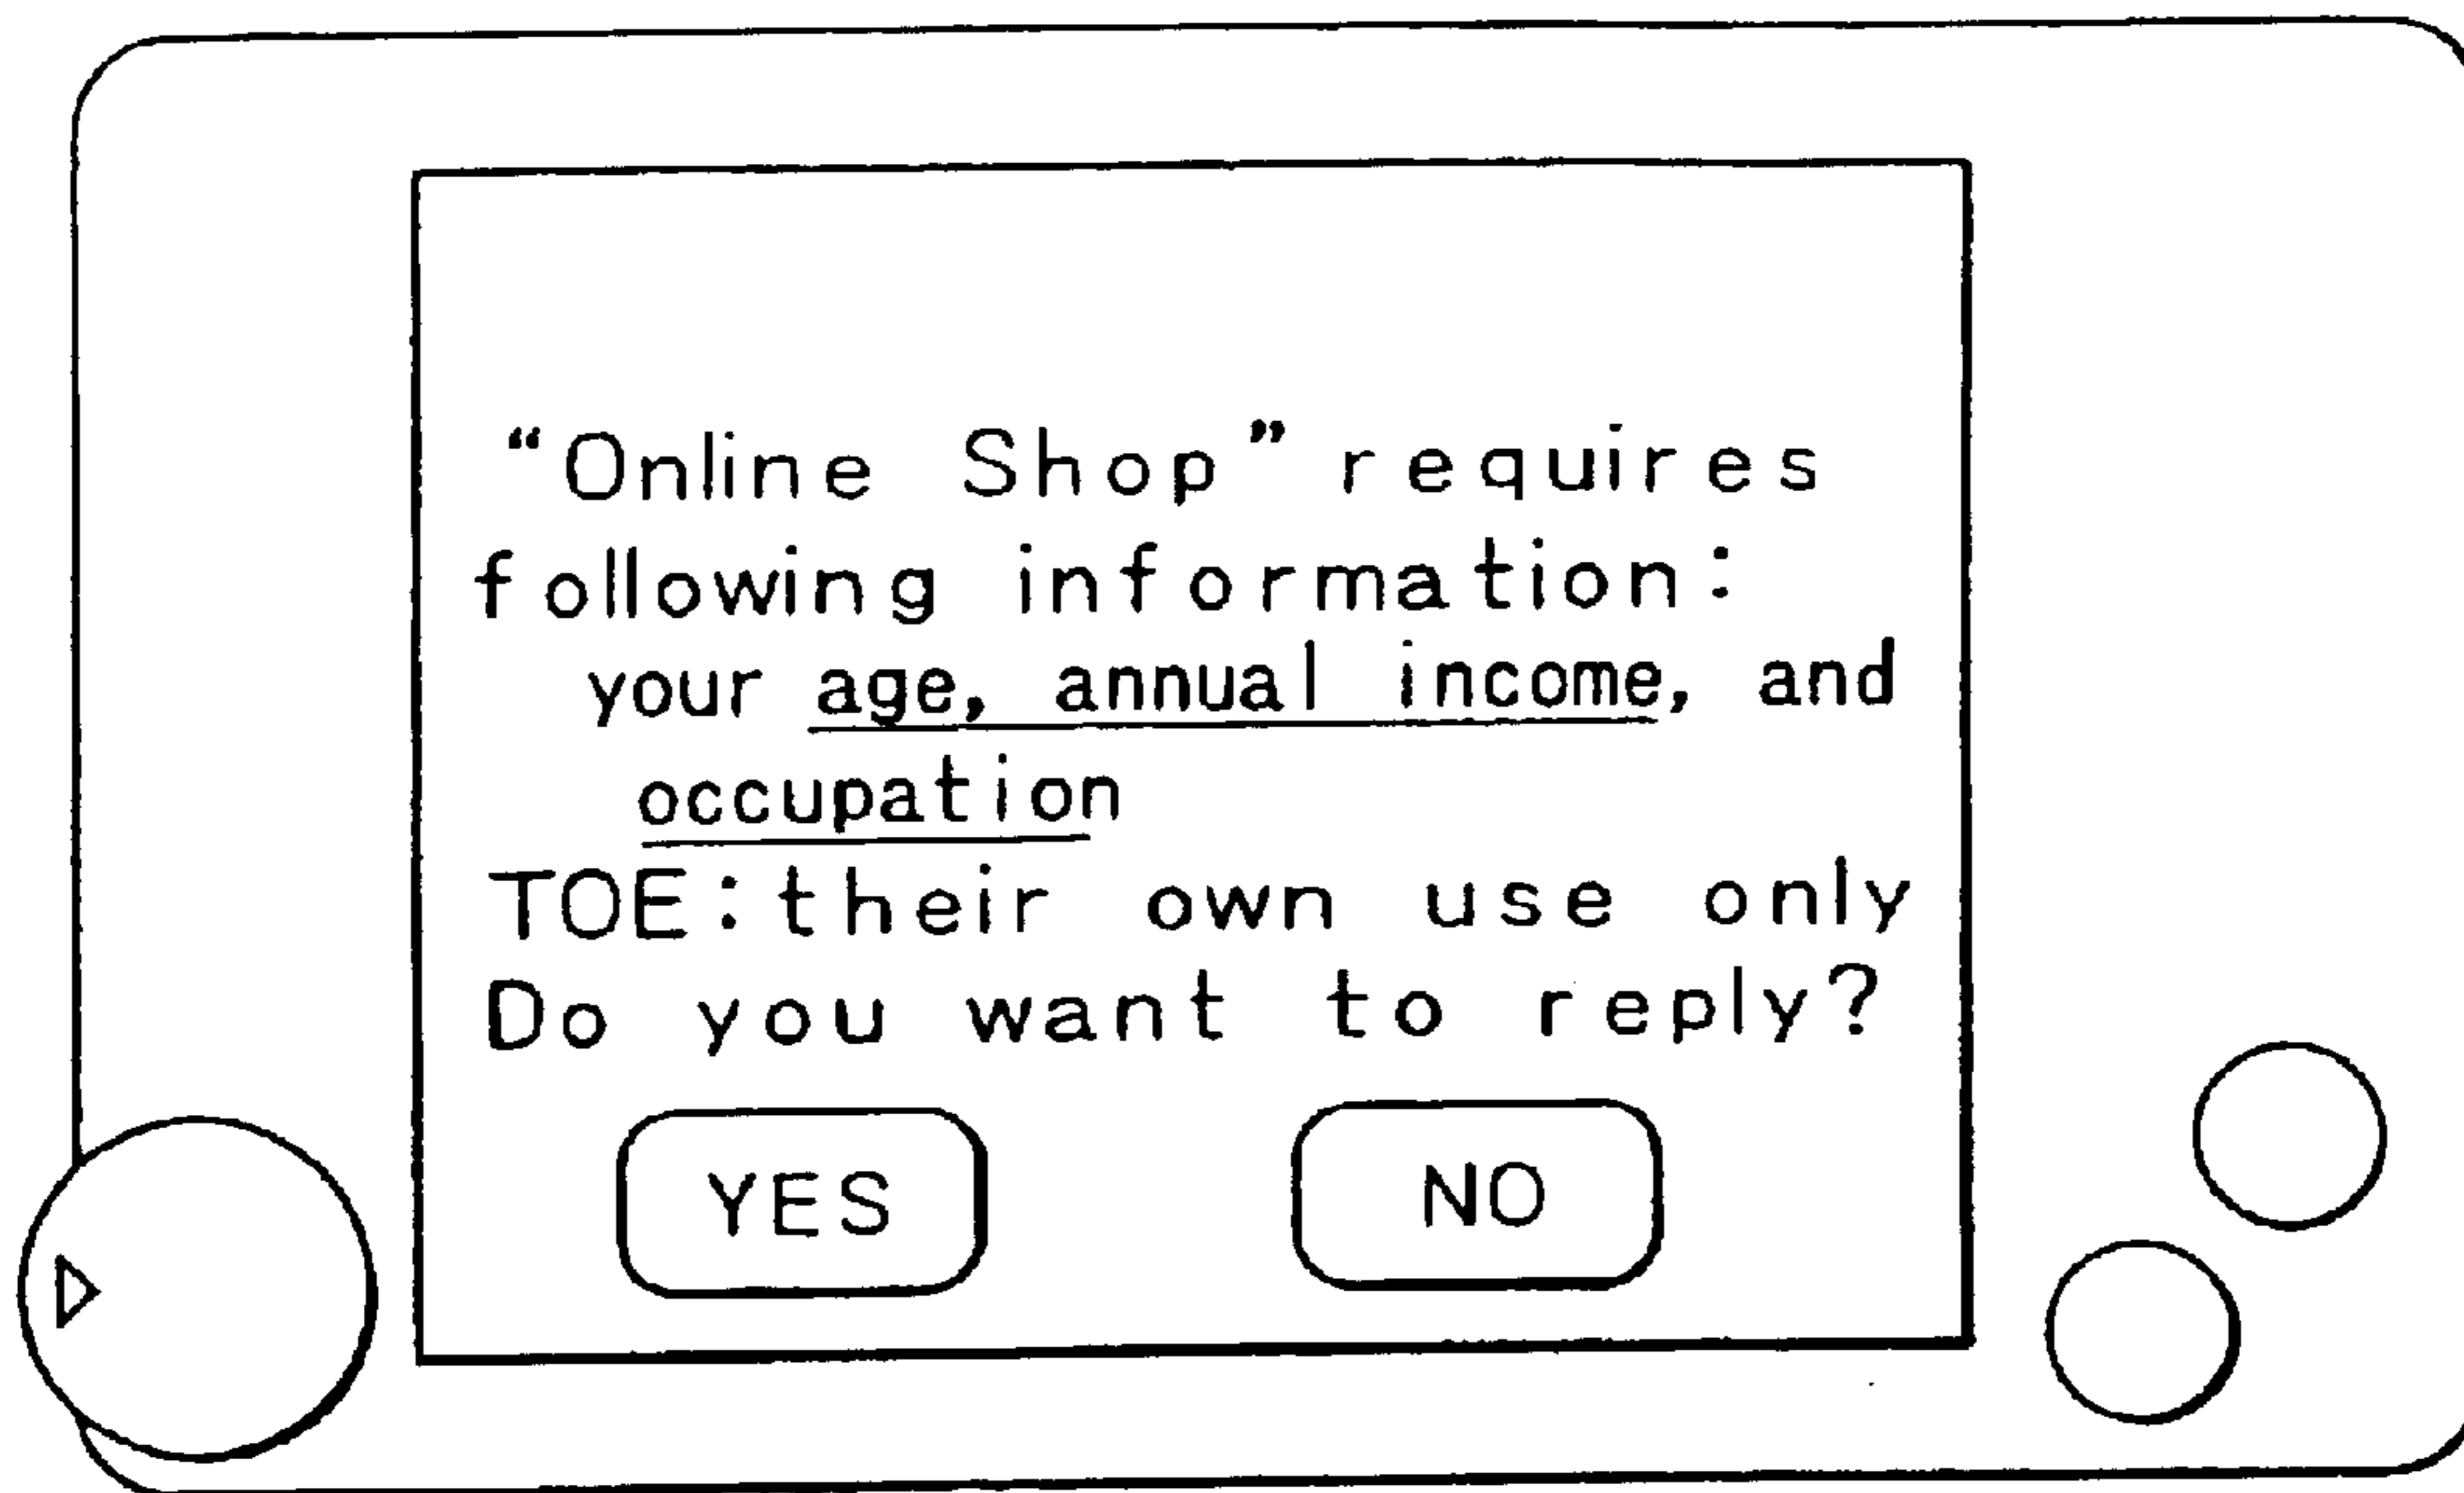 “Online Shop” requires
following information:
your age, annual income, and
occupation
TOE:their own use only
Do you want to reply?
YES NO